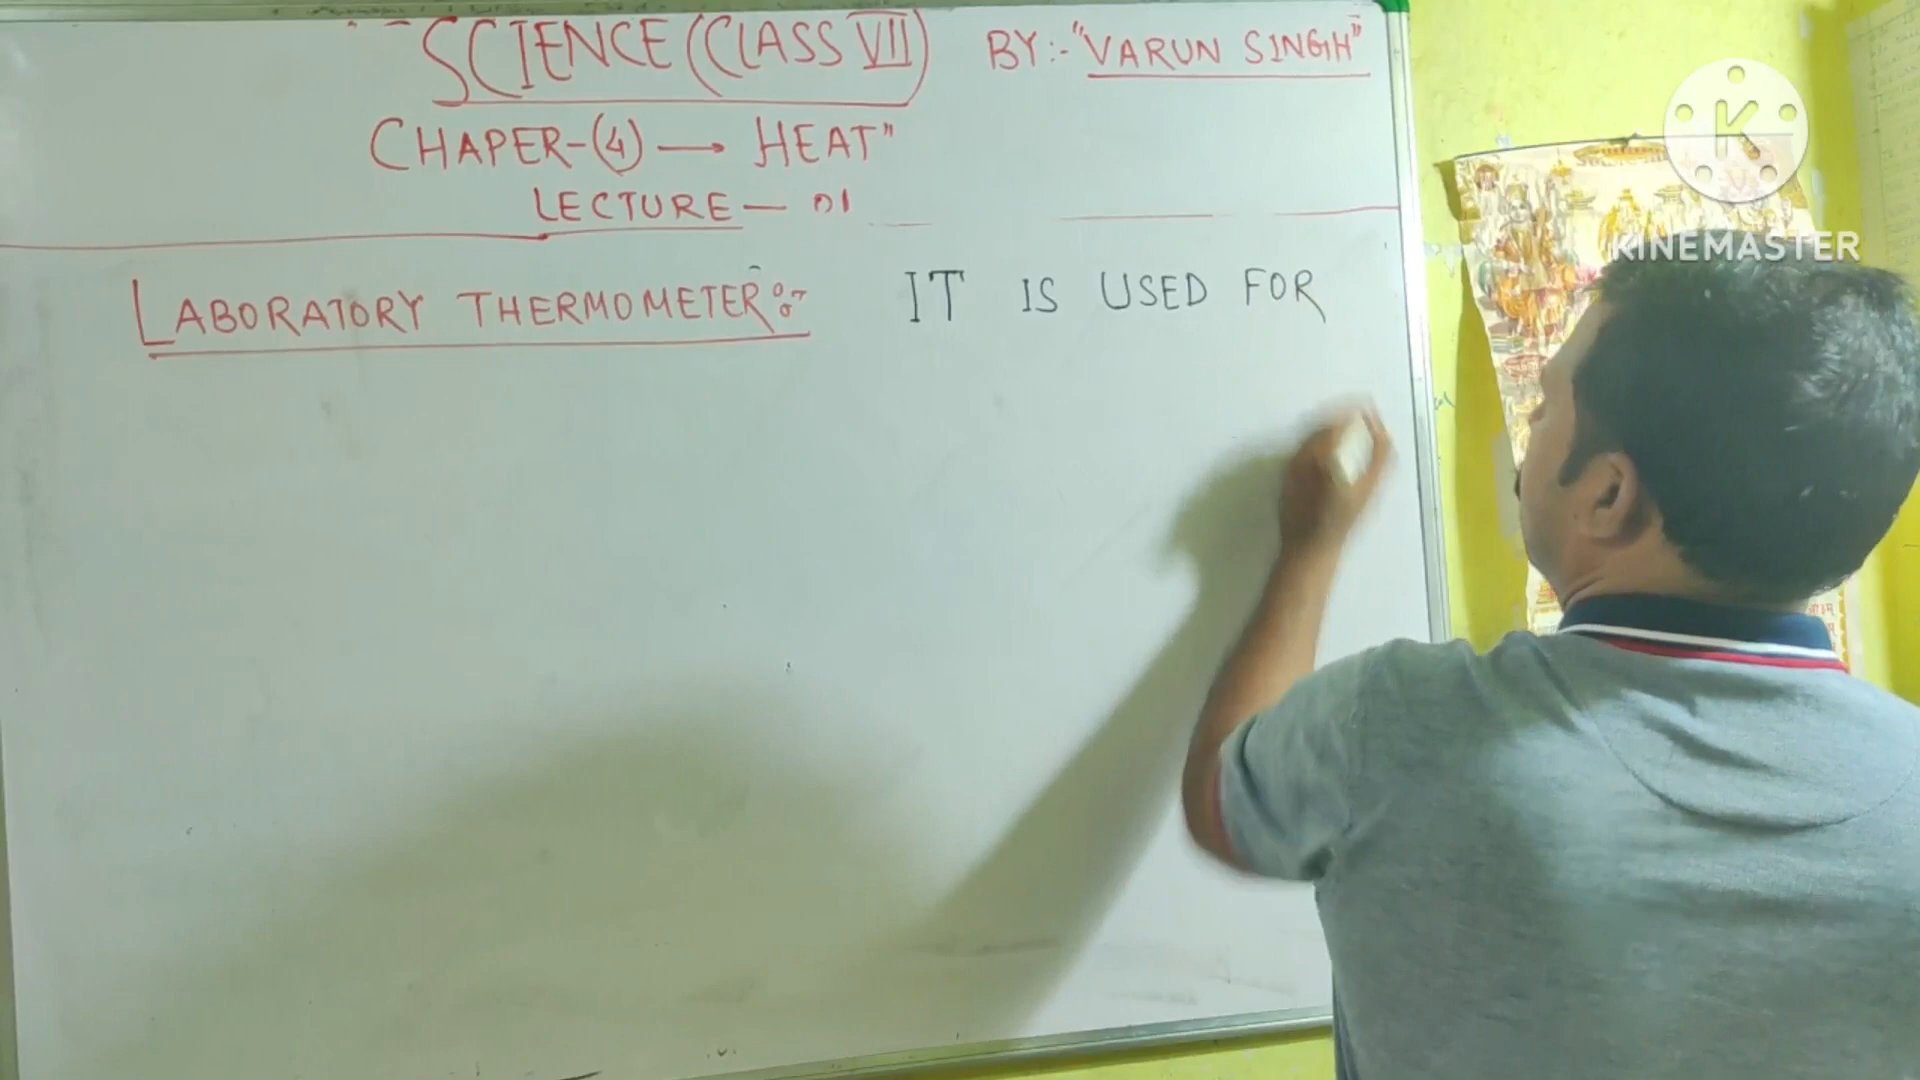 SCIENCE (CLASS VII) BY:- "VARUN SINGH"
CHAPER-(4) → HEAT"
LECTURE — 01
LABORATORY THERMOMETER:- IT IS USED FOR
K
KINEMASTER